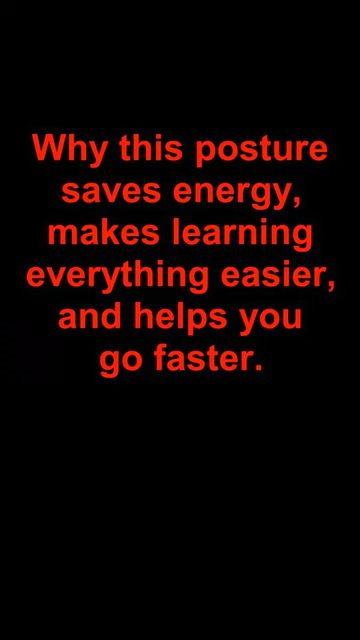 Why this posture
saves energy,
makes learning
everything easier,
and helps you
go faster.